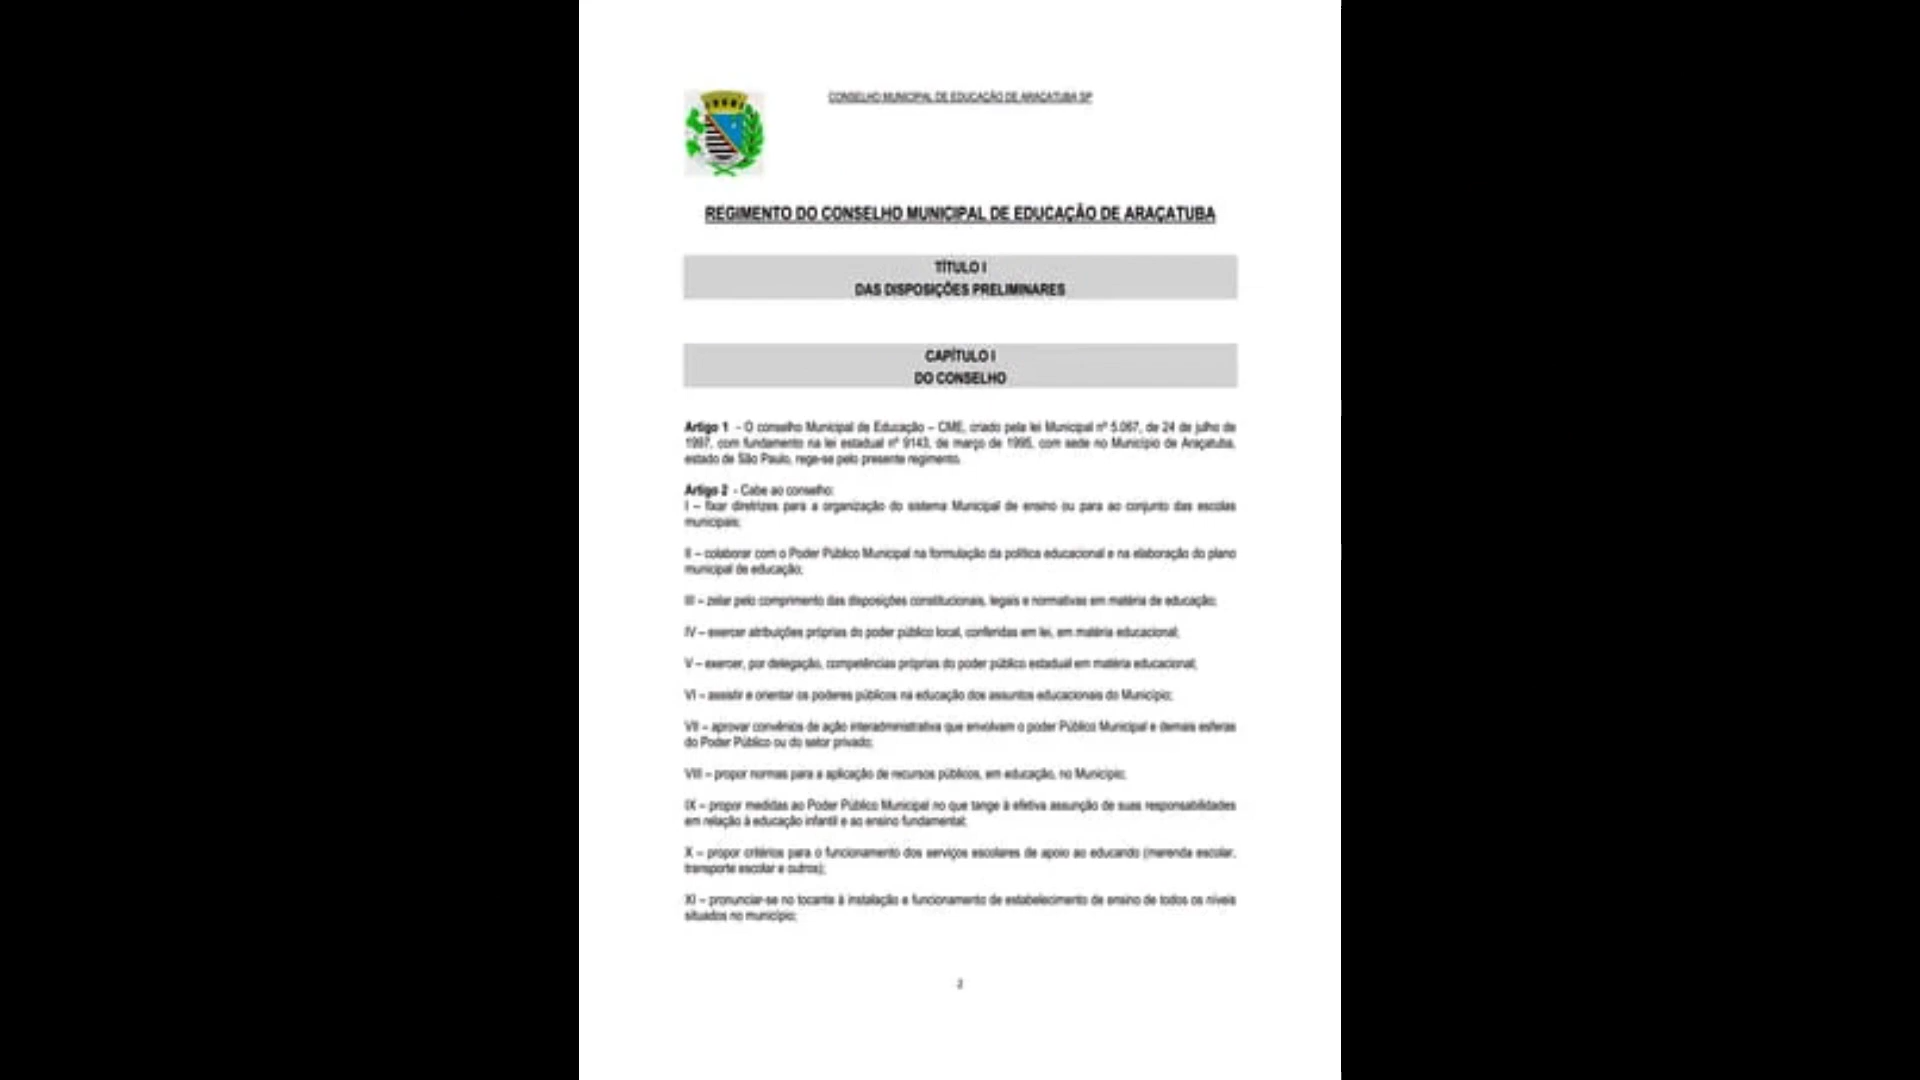 CONSELHO MUNICIPAL DE EDUCAÇÃO DE ARAÇATUBA SP
REGIMENTO DO CONSELHO MUNICIPAL DE EDUCAÇÃO DE ARAÇATUBA
TÍTULO I
DAS DISPOSIÇÕES PRELIMINARES
CAPÍTULO I
DO CONSELHO
Artigo 1 - O conselho Municipal de Educação – CME, criado pela lei Municipal nº 5.067, de 24 de julho de
1997, com fundamento na lei estadual nº 9143, de março de 1995, com sede no Município de Araçatuba,
estado de São Paulo, rege-se pelo presente regimento.
Artigo 2 - Cabe ao conselho:
I – fixar diretrizes para a organização do sistema Municipal de ensino ou para ao conjunto das escolas
municipais;
II – colaborar com o Poder Público Municipal na formulação da política educacional e na elaboração do plano
municipal de educação;
III – zelar pelo comprimento das disposições constitucionais, legais e normativas em matéria de educação;
IV – exercer atribuições próprias do poder público local, conferidas em lei, em matéria educacional;
V – exercer, por delegação, competências próprias do poder público estadual em matéria educacional;
VI – assistir e orientar os poderes públicos na educação dos assuntos educacionais do Município;
VII – aprovar convênios de ação interadministrativa que envolvam o poder Público Municipal e demais esferas
do Poder Público ou do setor privado;
VIII – propor normas para a aplicação de recursos públicos, em educação, no Município;
IX – propor medidas ao Poder Público Municipal no que tange à efetiva assunção de suas responsabilidades
em relação à educação infantil e ao ensino fundamental;
X – propor critérios para o funcionamento dos serviços escolares de apoio ao educando (merenda escolar,
transporte escolar e outros);
XI – pronunciar-se no tocante à instalação e funcionamento de estabelecimento de ensino de todos os níveis
situados no município;
2